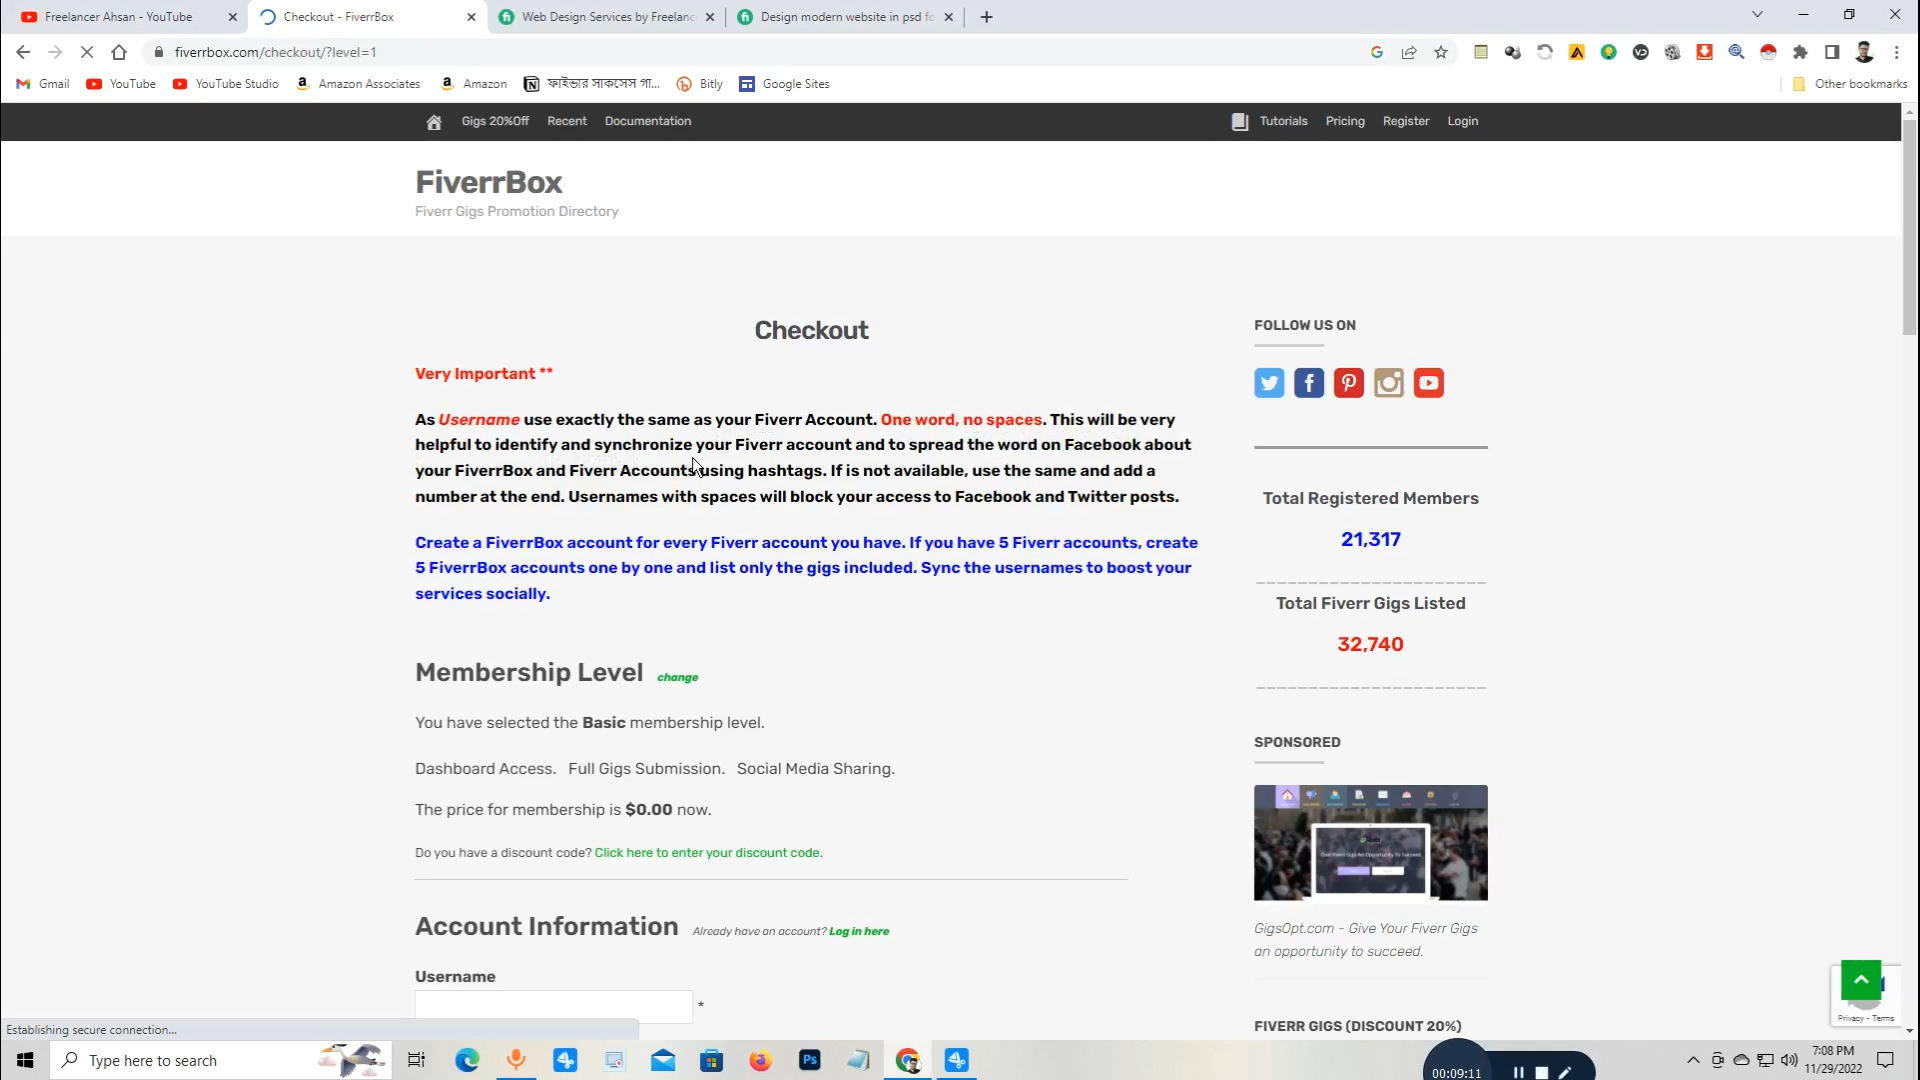 Freelancer Ahsan - YouTube
Checkout - FiverrBox
Web Design Services by Freelanc
Design modern website in psd fo
fiverrbox.com/checkout/?level=1
Gmail
YouTube
YouTube Studio
Amazon Associates
Amazon
ফাইভার সাকসেস গা...
Bitly
Google Sites
Other bookmarks
Gigs 20%Off
Recent
Documentation
Tutorials
Pricing
Register
Login
FiverrBox
Fiverr Gigs Promotion Directory
Checkout
Very Important **
As Username use exactly the same as your Fiverr Account. One word, no spaces. This will be very
helpful to identify and synchronize your Fiverr account and to spread the word on Facebook about
your FiverrBox and Fiverr Accounts using hashtags. If is not available, use the same and add a
number at the end. Usernames with spaces will block your access to Facebook and Twitter posts.
Create a FiverrBox account for every Fiverr account you have. If you have 5 Fiverr accounts, create
5 FiverrBox accounts one by one and list only the gigs included. Sync the usernames to boost your
services socially.
Membership Level change
You have selected the Basic membership level.
Dashboard Access. Full Gigs Submission. Social Media Sharing.
The price for membership is $0.00 now.
Do you have a discount code? Click here to enter your discount code.
Account Information Already have an account? Log in here
Username
*
FOLLOW US ON
Total Registered Members
21,317
Total Fiverr Gigs Listed
32,740
SPONSORED
GigsOpt.com - Give Your Fiverr Gigs
an opportunity to succeed.
FIVERR GIGS (DISCOUNT 20%)
Privacy - Terms
Establishing secure connection...
Type here to search
Ps
00:09:11
7:08 PM
11/29/2022